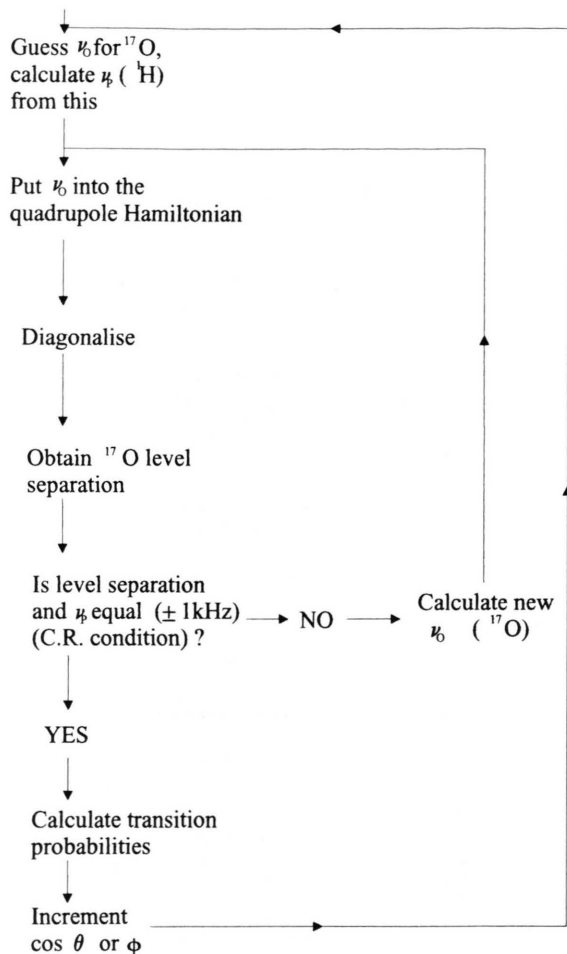 Guess ν₀ for ¹⁷O,
calculate νₚ ( ¹H)
from this
Put ν₀ into the
quadrupole Hamiltonian
Diagonalise
Obtain ¹⁷O level
separation
Is level separation
and νₚ equal (± 1kHz)
(C.R. condition) ?
NO
Calculate new
ν₀ ( ¹⁷O)
YES
Calculate transition
probabilities
Increment
cos θ or ϕ